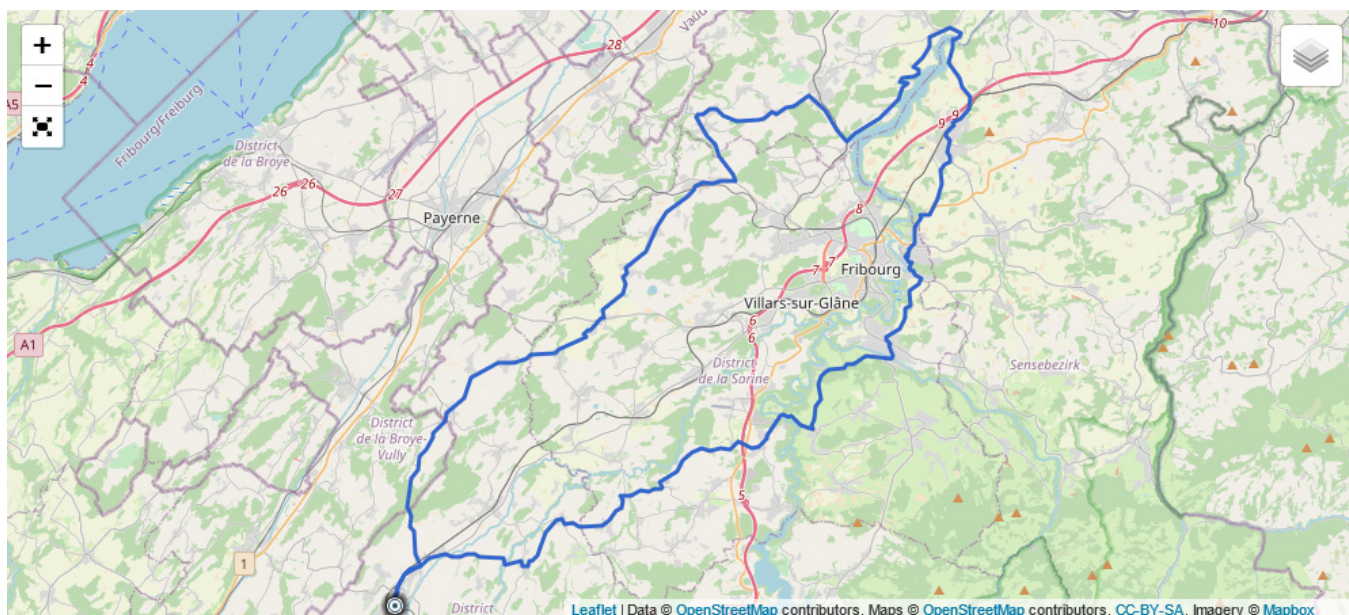 +
−
A5
4
4
Fribourg/Freiburg
District
de la Broye
28
Vaud
10
9
9
26
26
27
Payerne
8
7
7
Fribourg
Villars-sur-Glâne
6
6
A1
District
de la Sarine
Sensebezirk
District
de la Broye-
Vully
5
1
District
Leaflet | Data © OpenStreetMap contributors, Maps © OpenStreetMap contributors, CC-BY-SA, Imagery © Mapbox